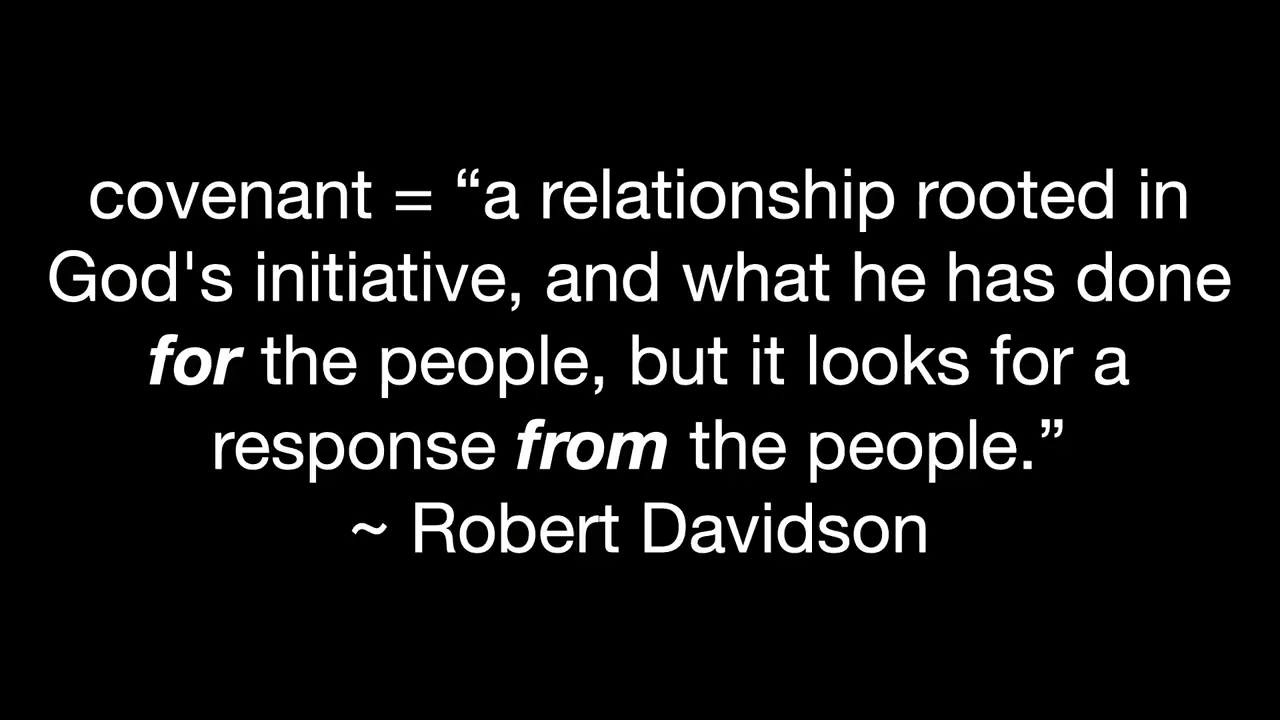 covenant = “a relationship rooted in
God's initiative, and what he has done
for the people, but it looks for a
response from the people.”
~ Robert Davidson